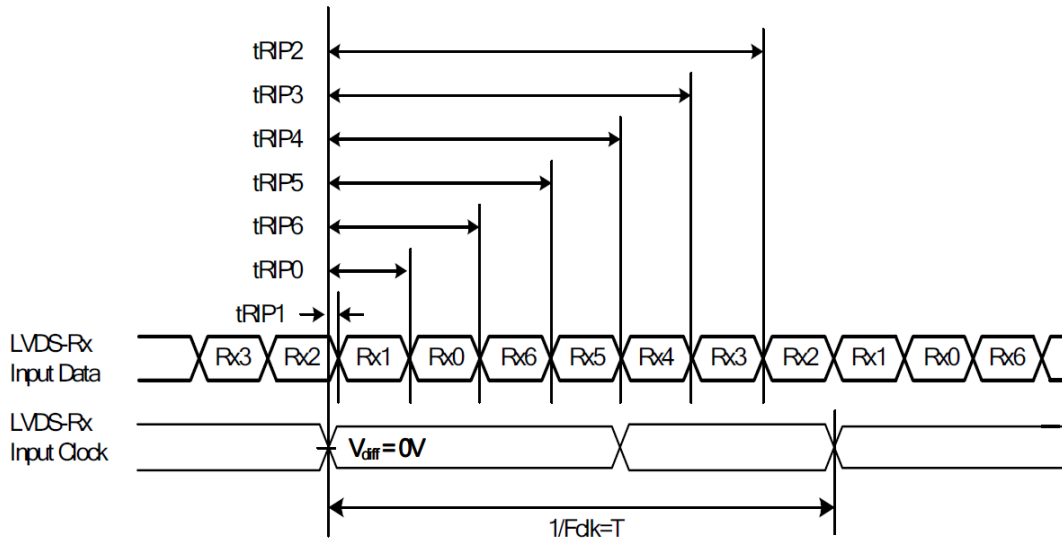 tRIP2
tRIP3
tRIP4
tRIP5
tRIP6
tRIP0
tRIP1
LVDS-Rx
Input Data
Rx3 Rx2 Rx1 Rx0 Rx6 Rx5 Rx4 Rx3 Rx2 Rx1 Rx0 Rx6
LVDS-Rx
Input Clock
Vdiff = 0V
1/Fclk=T